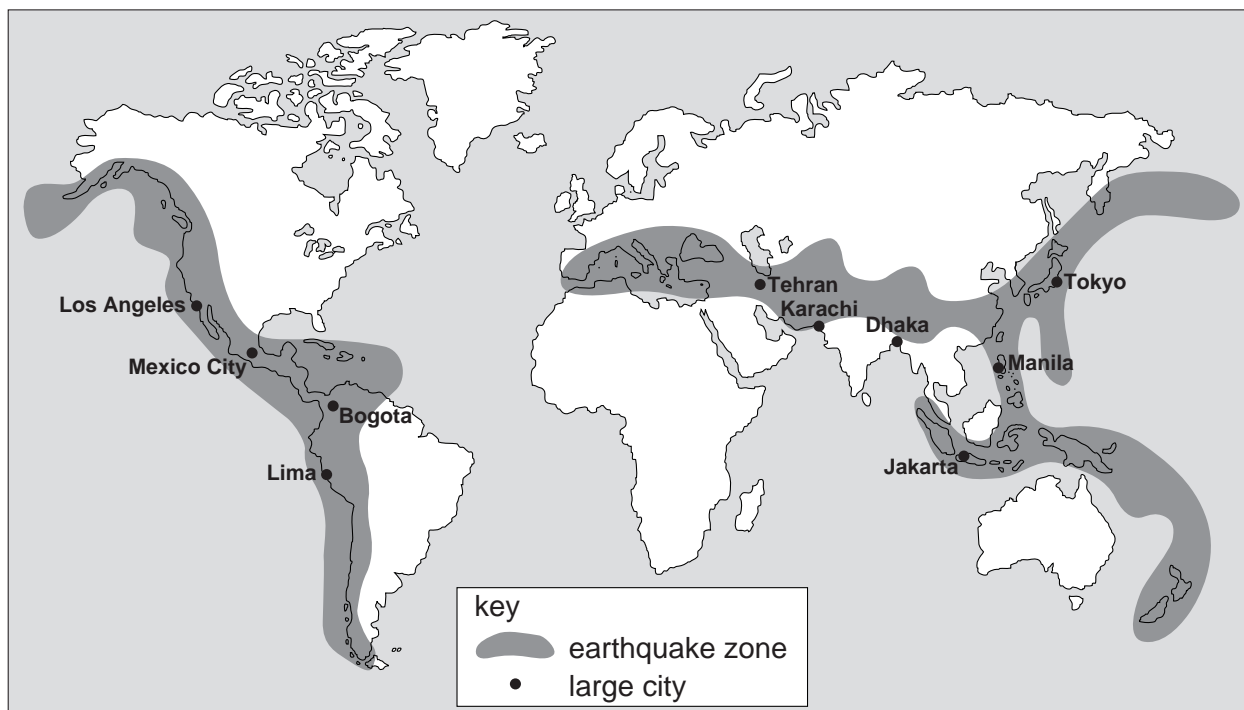 Tehran
Tokyo
Los Angeles
Karachi
Dhaka
Mexico City
Manila
Bogota
Jakarta
Lima
key
earthquake zone
large city